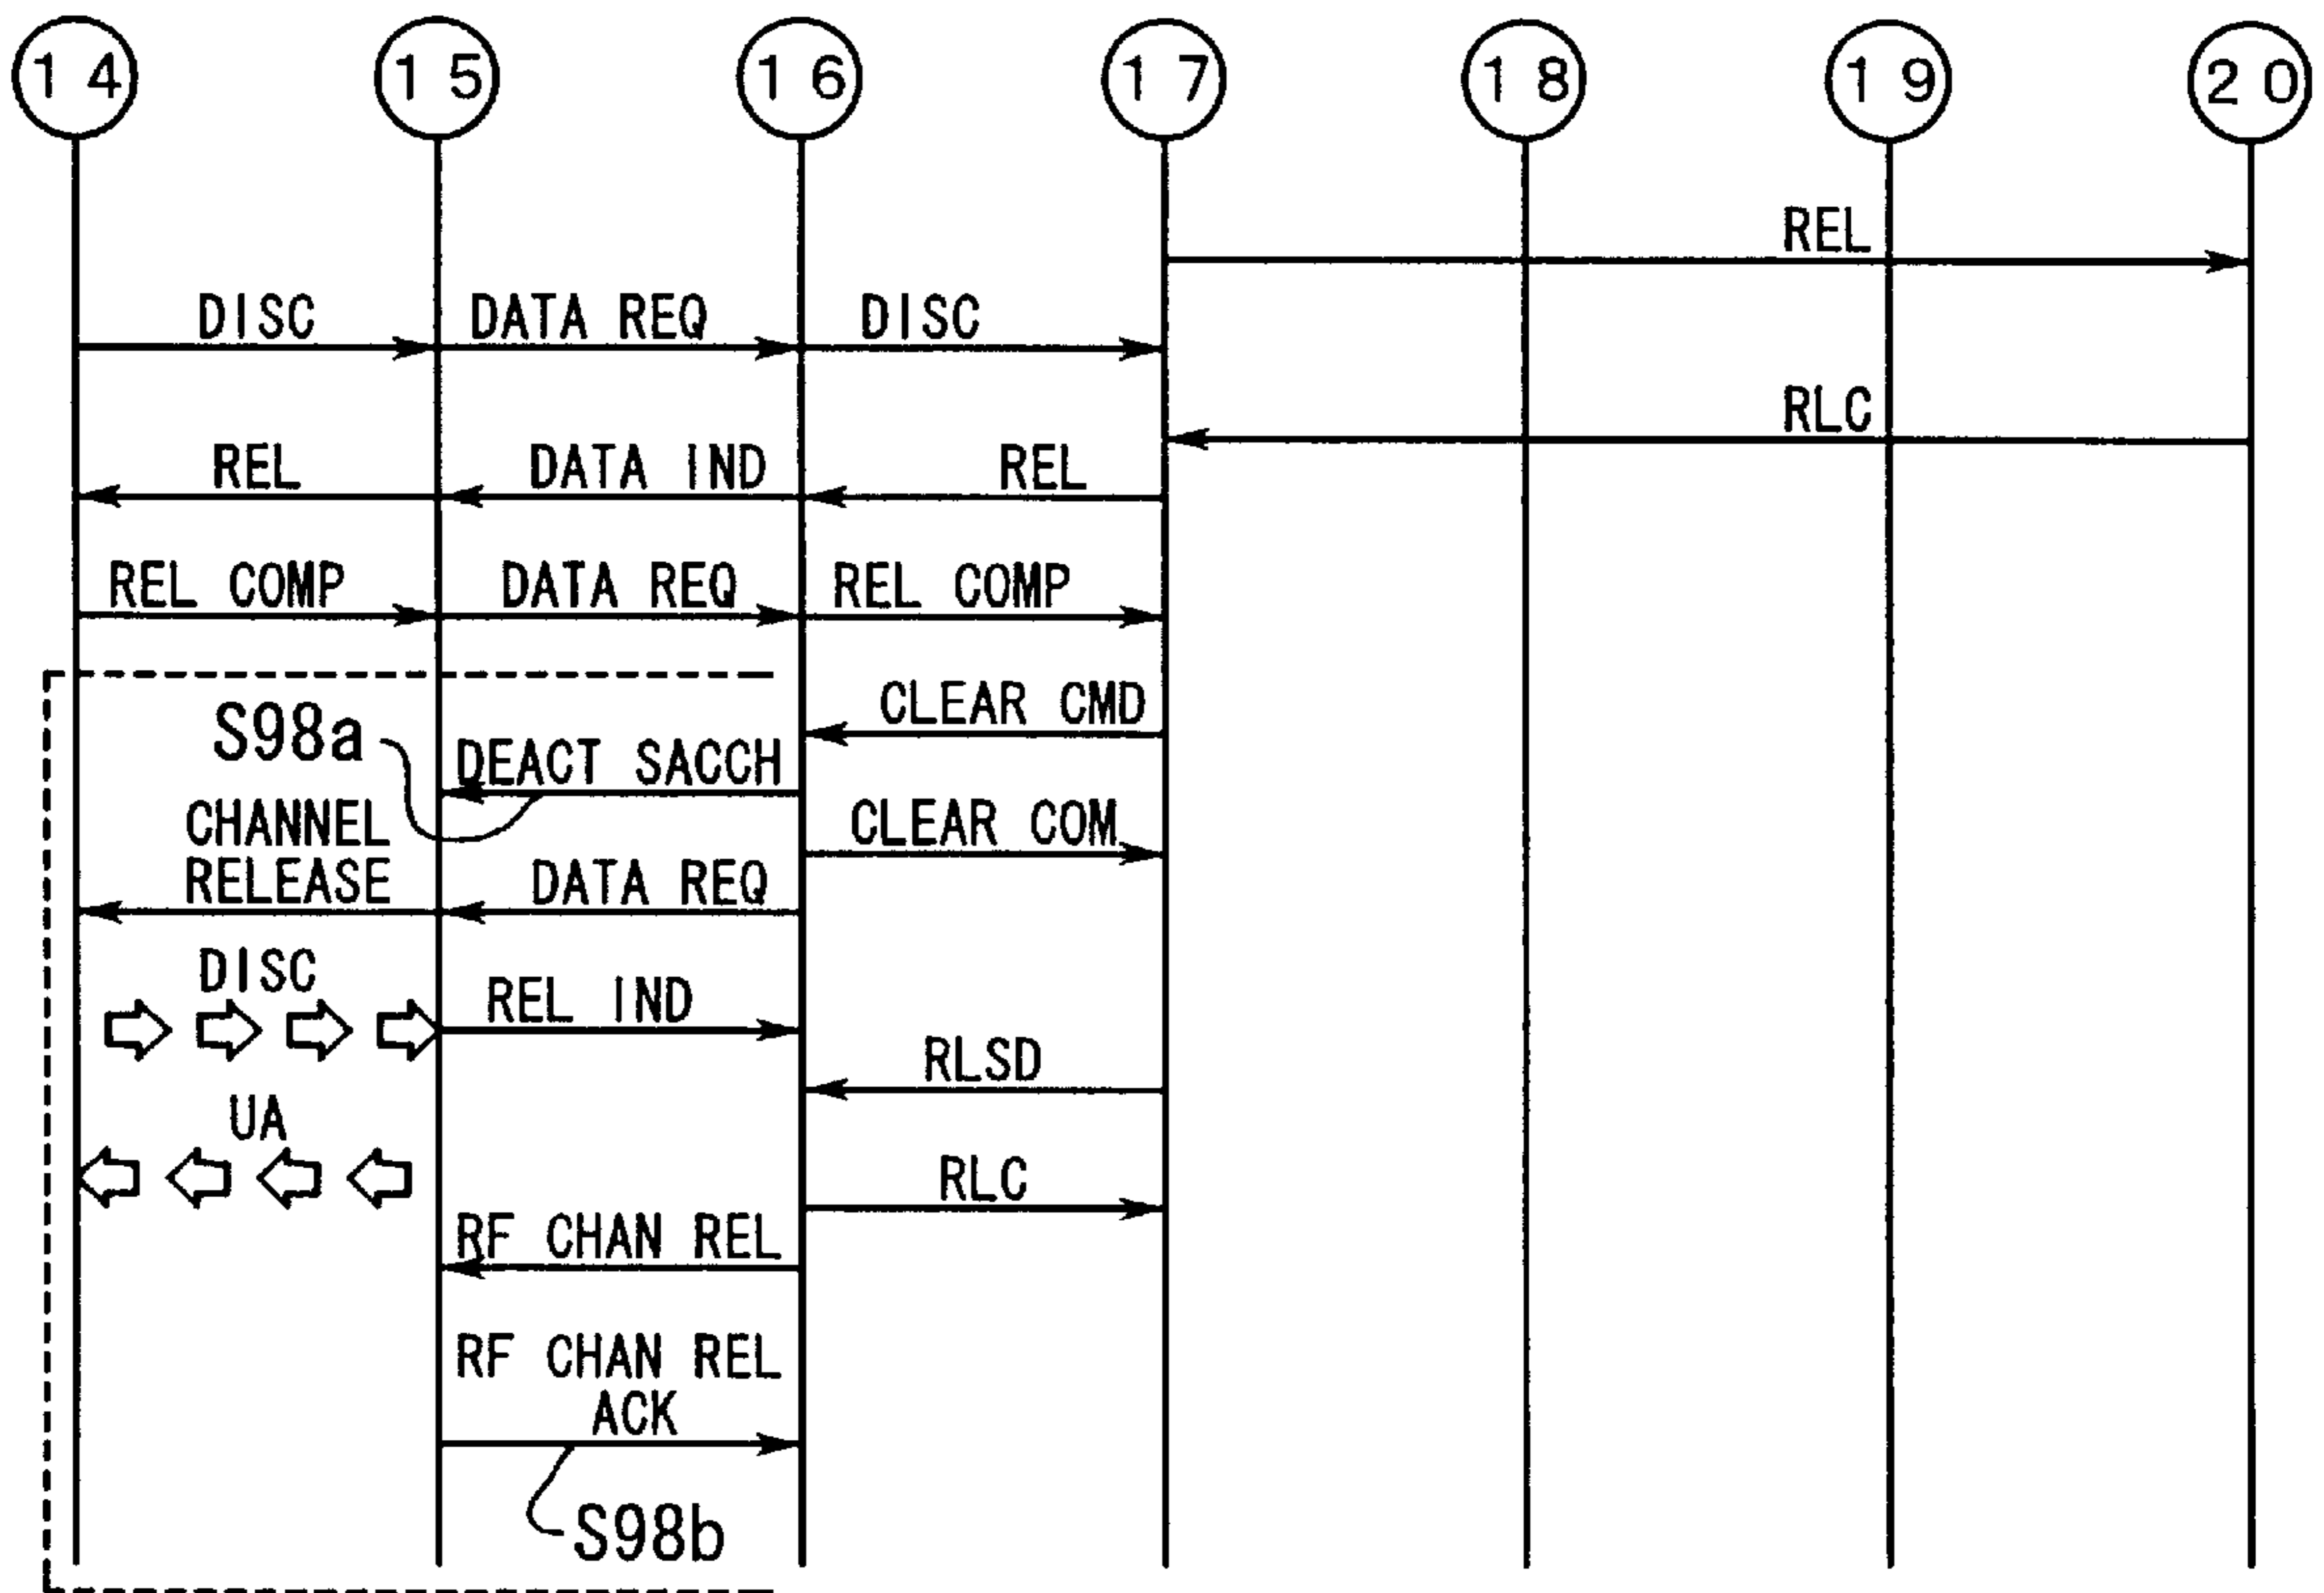 14 15 16 17 18 19 20
REL
DISC DATA REQ DISC
RLC
REL DATA IND REL
REL COMP DATA REQ REL COMP
CLEAR CMD
S98a
DEACT SACCH
CHANNEL
RELEASE
CLEAR COM
DATA REQ
DISC
REL IND
RLSD
UA
RLC
RF CHAN REL
RF CHAN REL
ACK
S98b